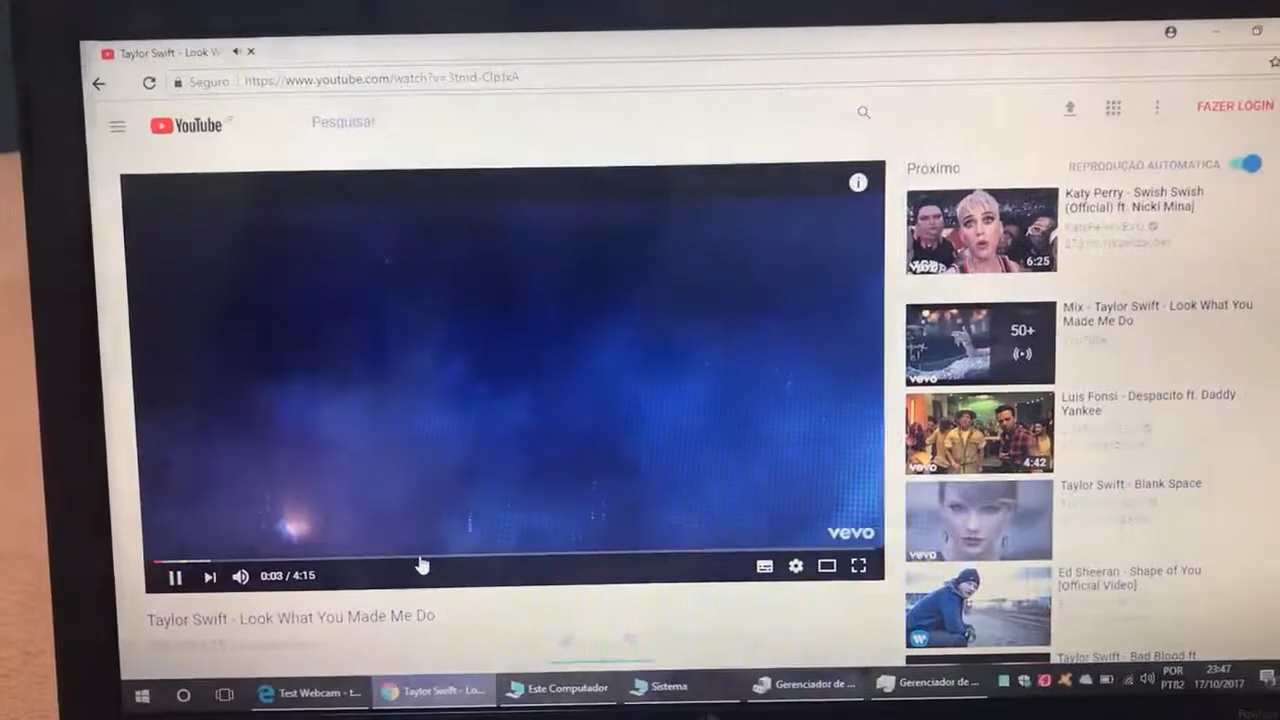 Taylor Swift - Look W
Seguro
https://www.youtube.com/watch?v=3tmd-ClpJxA
YouTube
Pesquisar
FAZER LOGIN
vevo
0:03 / 4:15
Taylor Swift - Look What You Made Me Do
Próximo
REPRODUÇÃO AUTOMÁTICA
6:25
Katy Perry - Swish Swish
(Official) ft. Nicki Minaj
50+
vevo
Mix - Taylor Swift - Look What You
Made Me Do
YouTube
vevo
4:42
Luis Fonsi - Despacito ft. Daddy
Yankee
vevo
Taylor Swift - Blank Space
Ed Sheeran - Shape of You
[Official Video]
Taylor Swift - Bad Blood ft.
Test Webcam - t...
Taylor Swift - Lo...
Este Computador
Sistema
Gerenciador de ...
Gerenciador de ...
POR
PTB2
23:47
17/10/2017